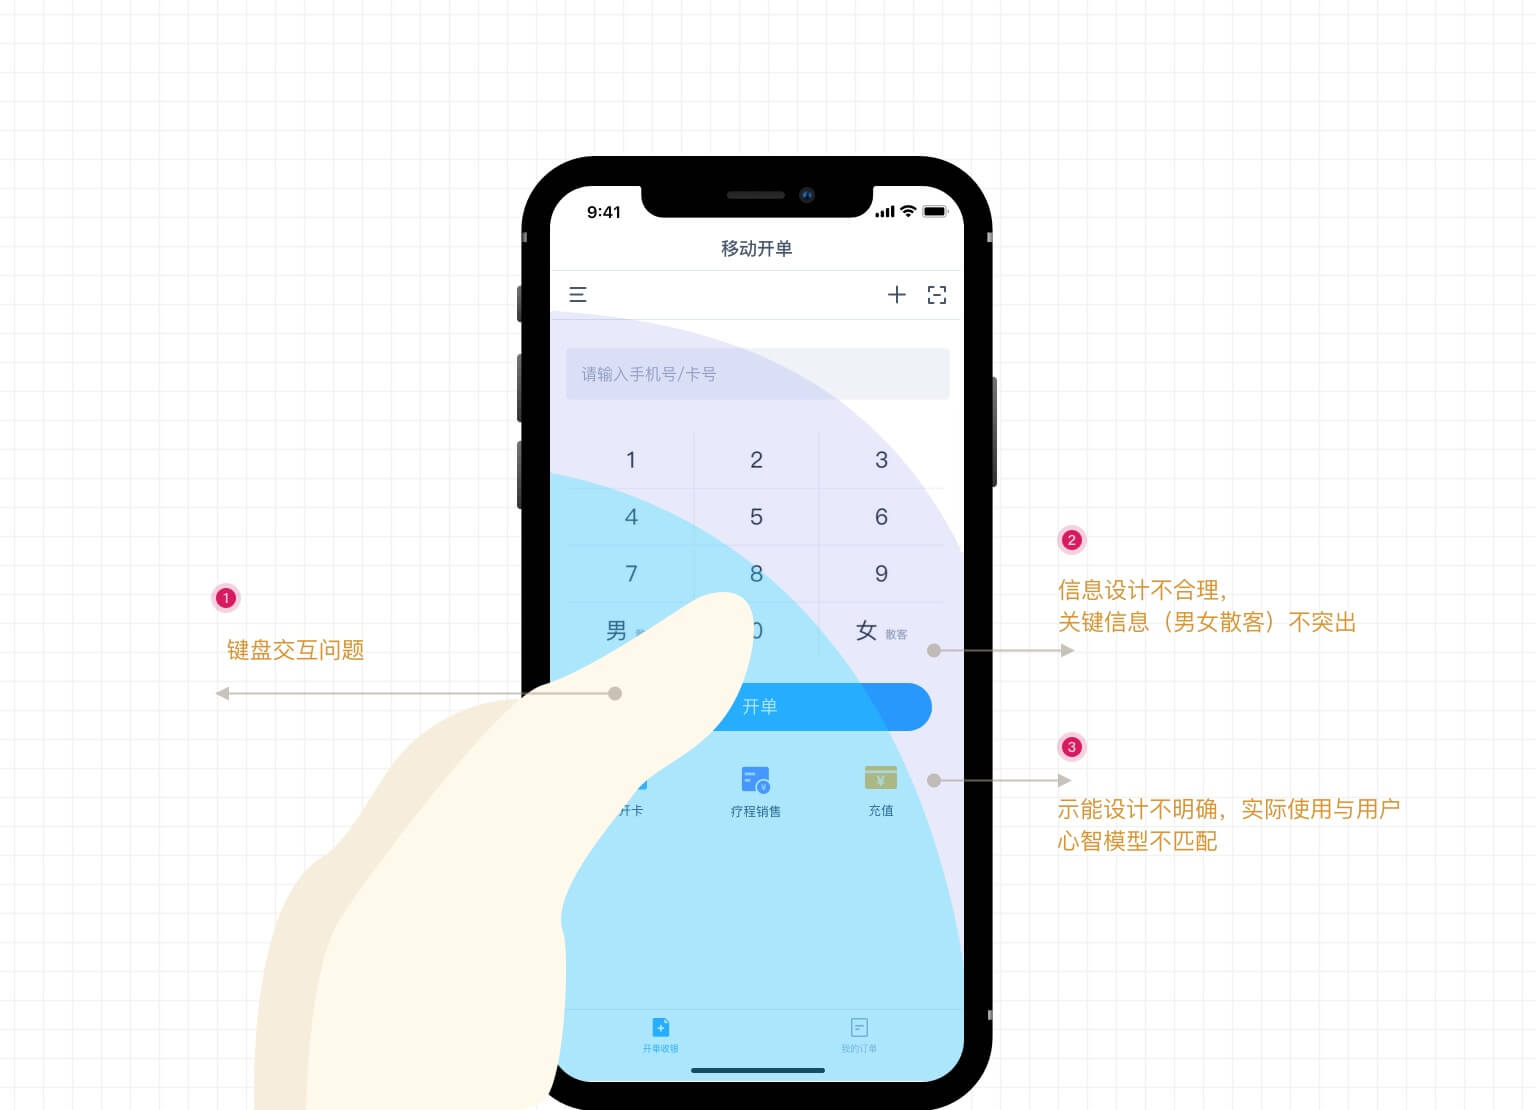 9:41
移动开单
请输入手机号/卡号
1 2 3
4 5 6
7 8 9
男 0 女 散客
开单
开卡 疗程销售 充值
开单收银 我的订单
1
键盘交互问题
2
信息设计不合理，
关键信息（男女散客）不突出
3
示能设计不明确，实际使用与用户
心智模型不匹配